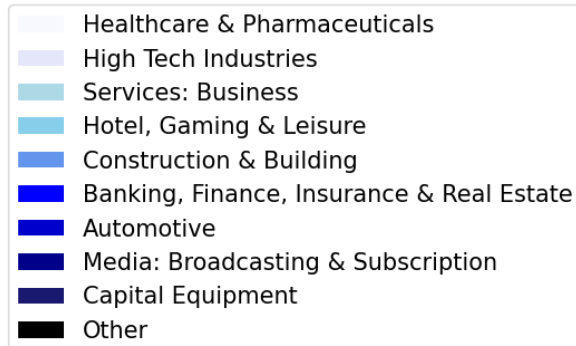 Healthcare & Pharmaceuticals
High Tech Industries
Services: Business
Hotel, Gaming & Leisure
Construction & Building
Banking, Finance, Insurance & Real Estate
Automotive
Media: Broadcasting & Subscription
Capital Equipment
Other